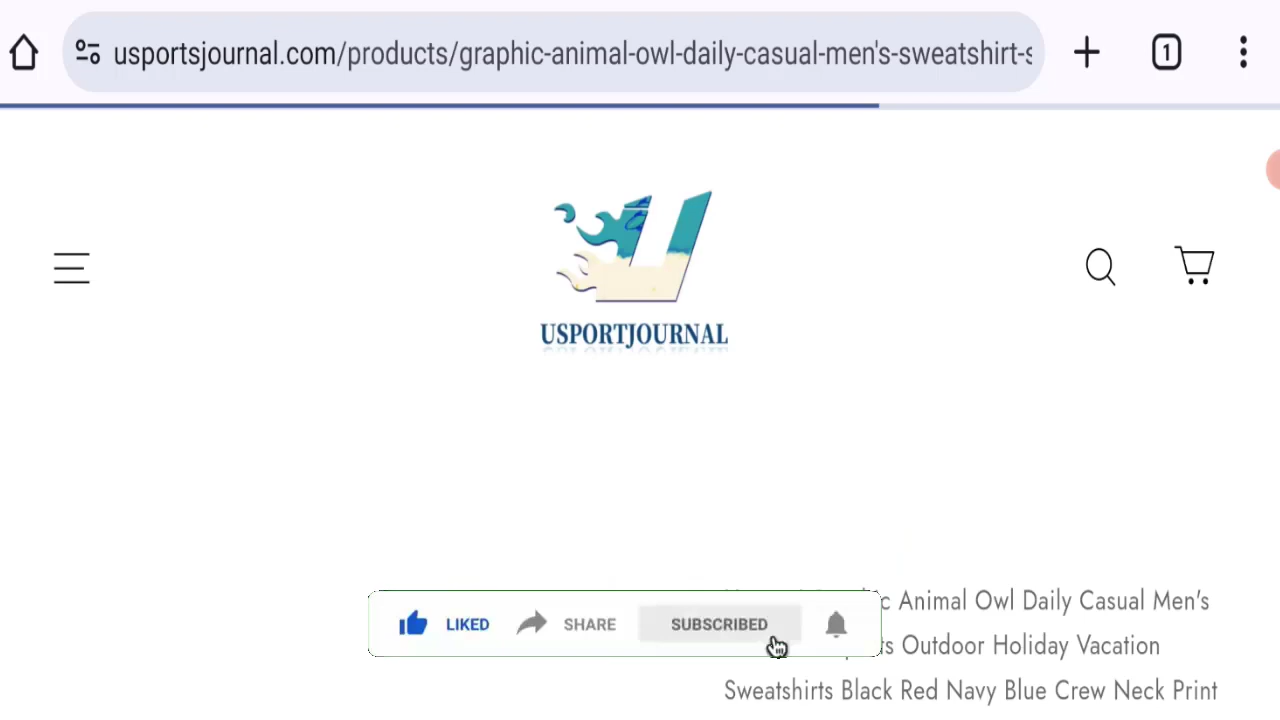 usportsjournal.com/products/graphic-animal-owl-daily-casual-men's-sweatshirt-s
1
USPORTJOURNAL
Animal Owl Daily Casual Men's
LIKED SHARE SUBSCRIBED
Outdoor Holiday Vacation
Sweatshirts Black Red Navy Blue Crew Neck Print